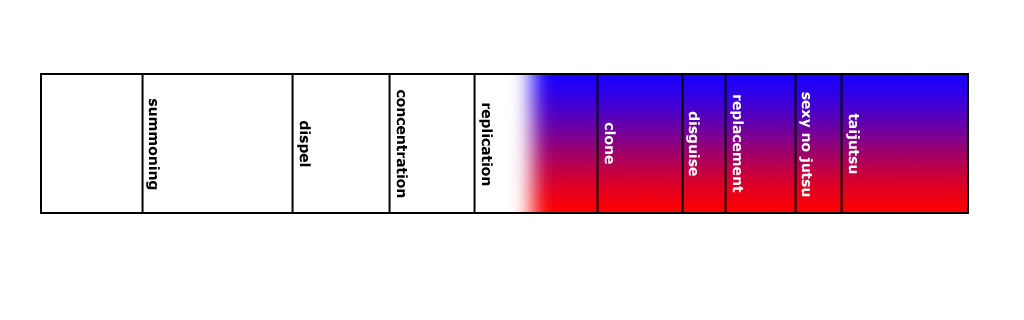 summoning
dispel
concentration
replication
clone
disguise
replacement
sexy no jutsu
taijutsu